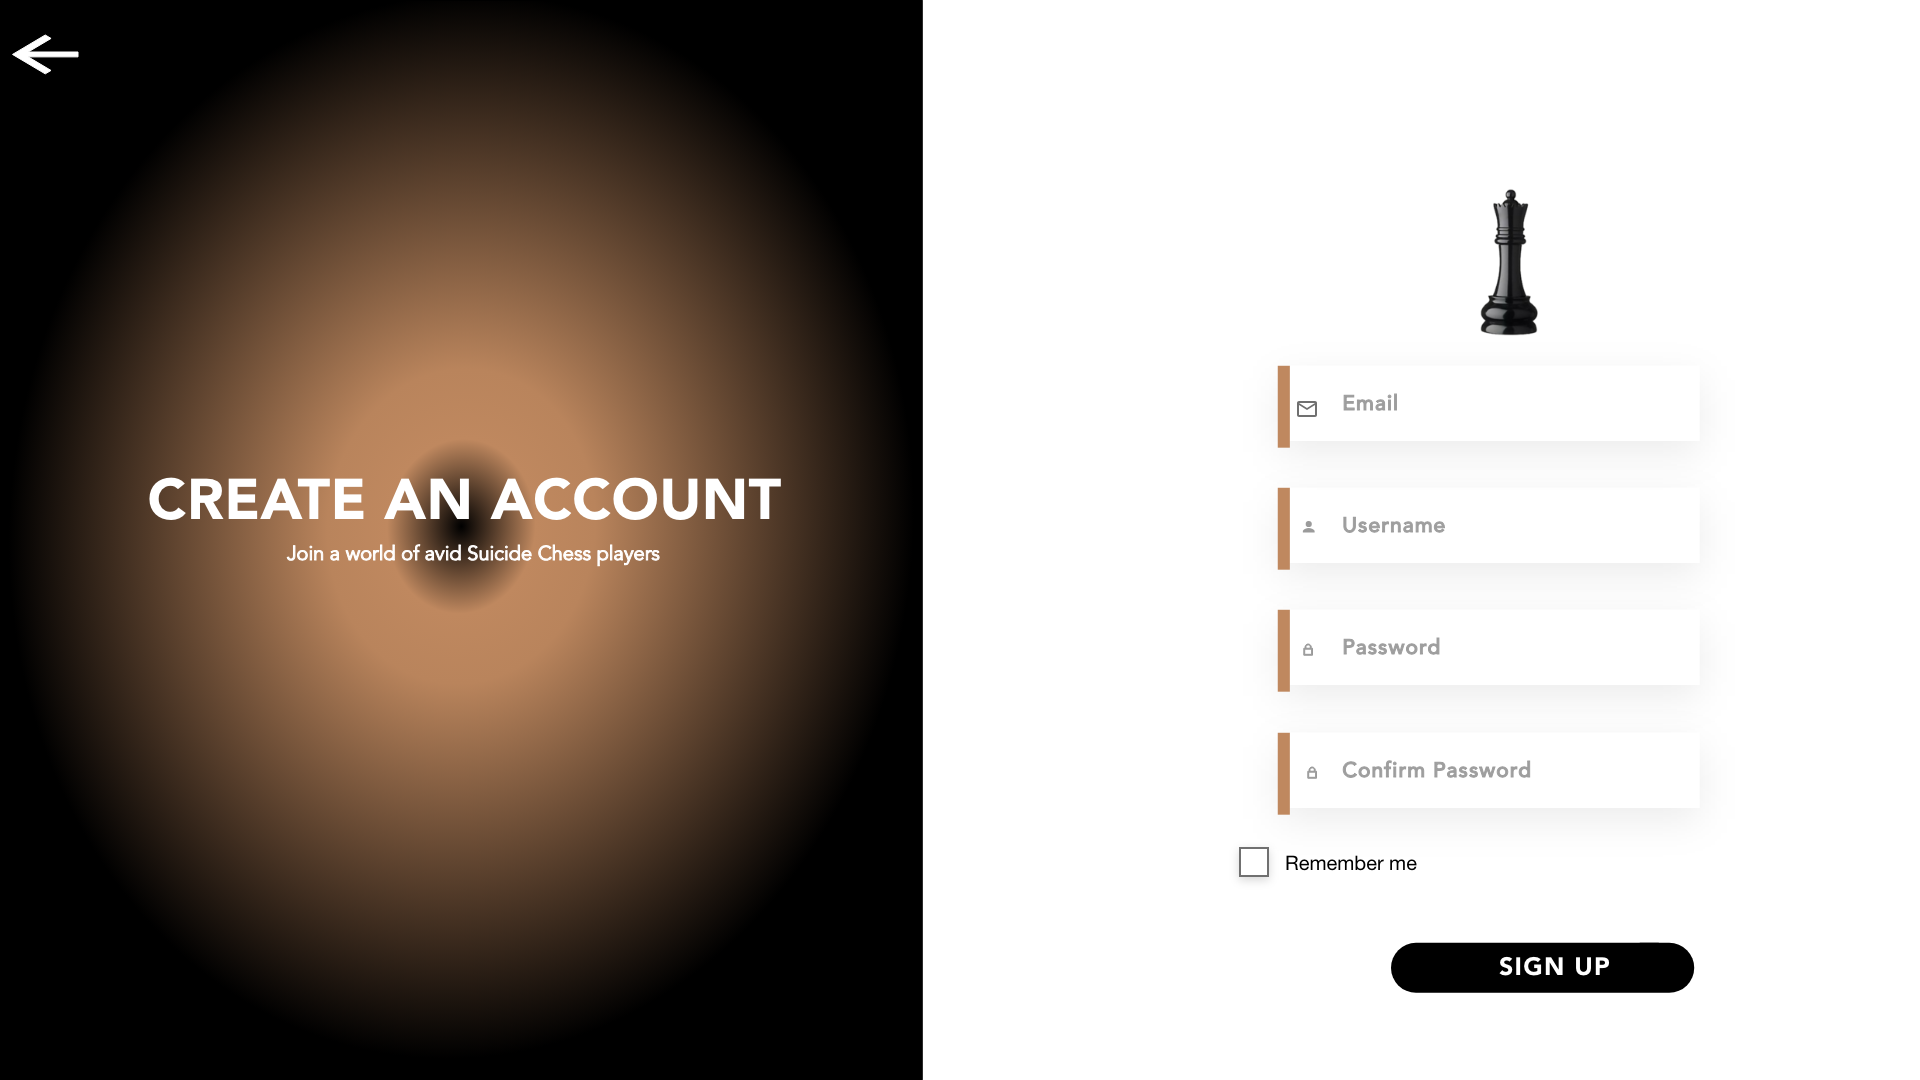 CREATE AN ACCOUNT
Join a world of avid Suicide Chess players
Email
Username
Password
Confirm Password
Remember me
SIGN UP